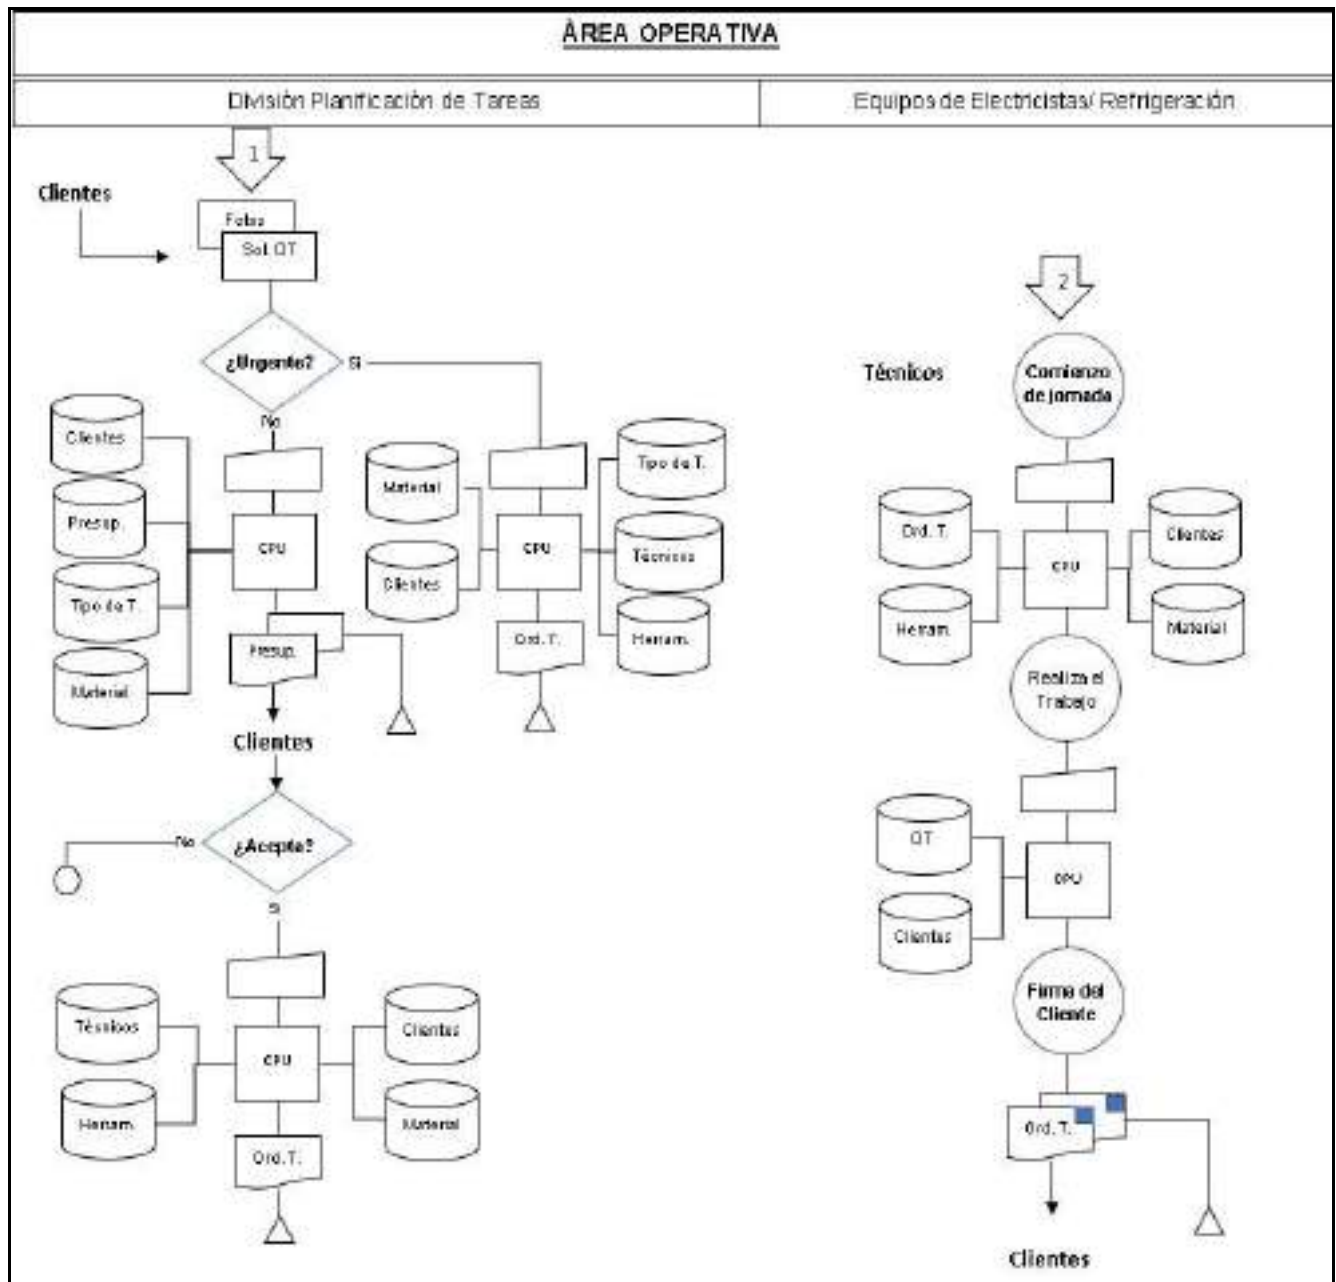 ÀREA OPERATIVA
División Planificación de Tareas
Equipos de Electricistas/ Refrigeración
1
Clientes
Fotos
Sol. OT
¿Urgente?
Si
No
Clientes
Presup.
Tipo de T.
Material
CPU
Presup.
Clientes
Material
Clientes
CPU
Ord. T.
Tipo de T.
Técnicos
Herram.
¿Acepta?
No
Si
Técnicos
Herram.
CPU
Clientes
Material
Ord. T.
2
Técnicos
Comienzo
de Jornada
Ord. T.
Herram.
CPU
Clientes
Material
Realiza el
Trabajo
OT
Clientes
CPU
Firma del
Cliente
Ord. T.
Clientes